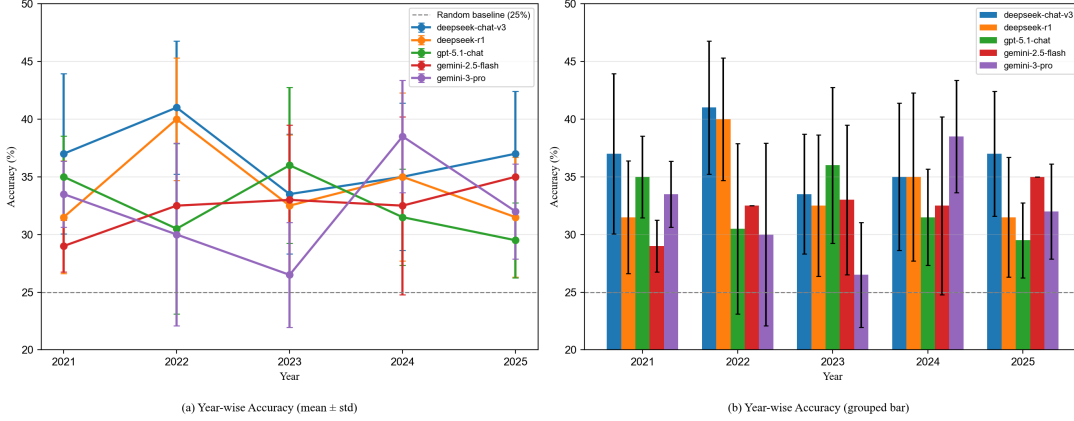 50
45
40
35
30
25
20
Accuracy (%)
2021
2022
2023
2024
2025
Year
Random baseline (25%)
deepseek-chat-v3
deepseek-r1
gpt-5.1-chat
gemini-2.5-flash
gemini-3-pro
(a) Year-wise Accuracy (mean ± std)
50
45
40
35
30
25
20
Accuracy (%)
2021
2022
2023
2024
2025
Year
deepseek-chat-v3
deepseek-r1
gpt-5.1-chat
gemini-2.5-flash
gemini-3-pro
(b) Year-wise Accuracy (grouped bar)